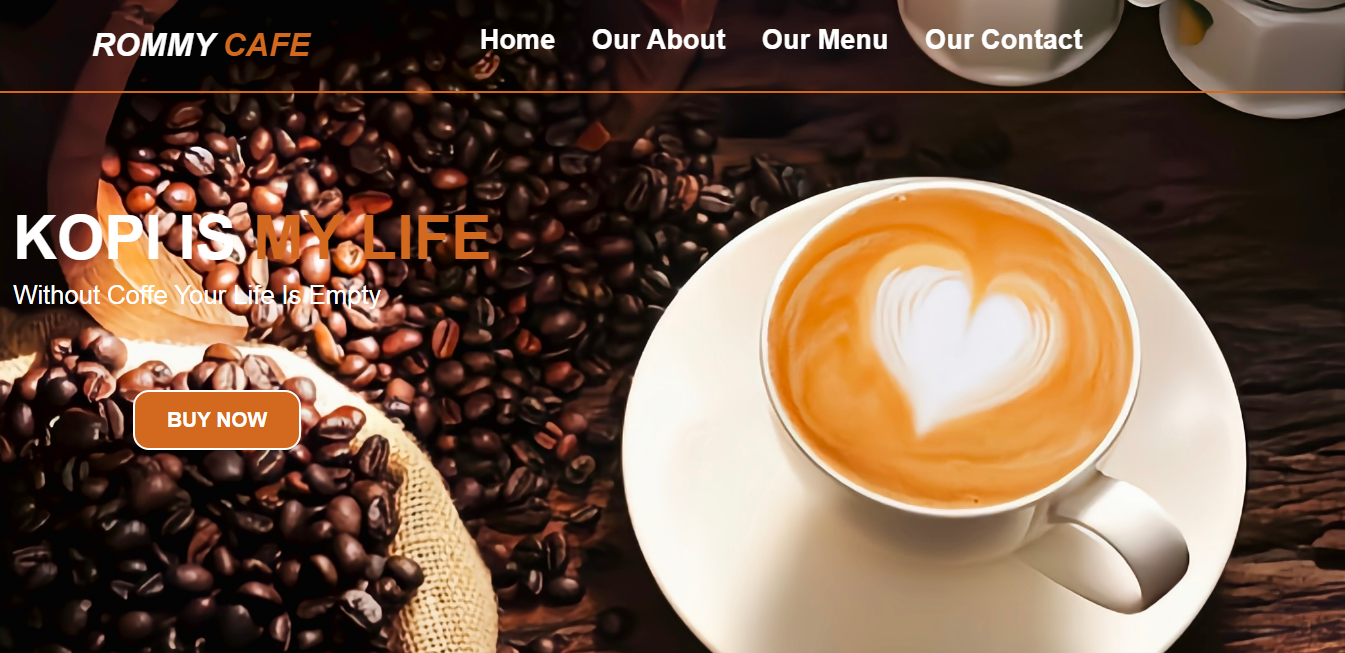 ROMMY CAFE
Home Our About Our Menu Our Contact
KOPI IS MY LIFE
Without Coffe Your Life Is Empty
BUY NOW